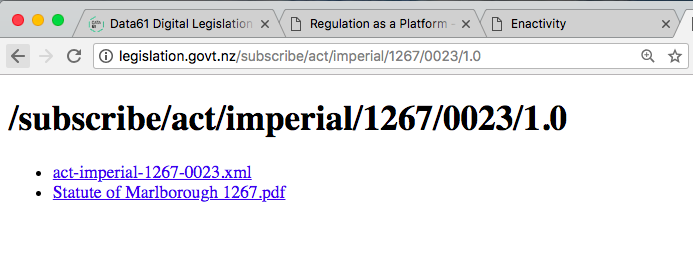 Data61 Digital Legislation
Regulation as a Platform -
Enactivity
legislation.govt.nz/subscribe/act/imperial/1267/0023/1.0
/subscribe/act/imperial/1267/0023/1.0
act-imperial-1267-0023.xml
Statute of Marlborough 1267.pdf